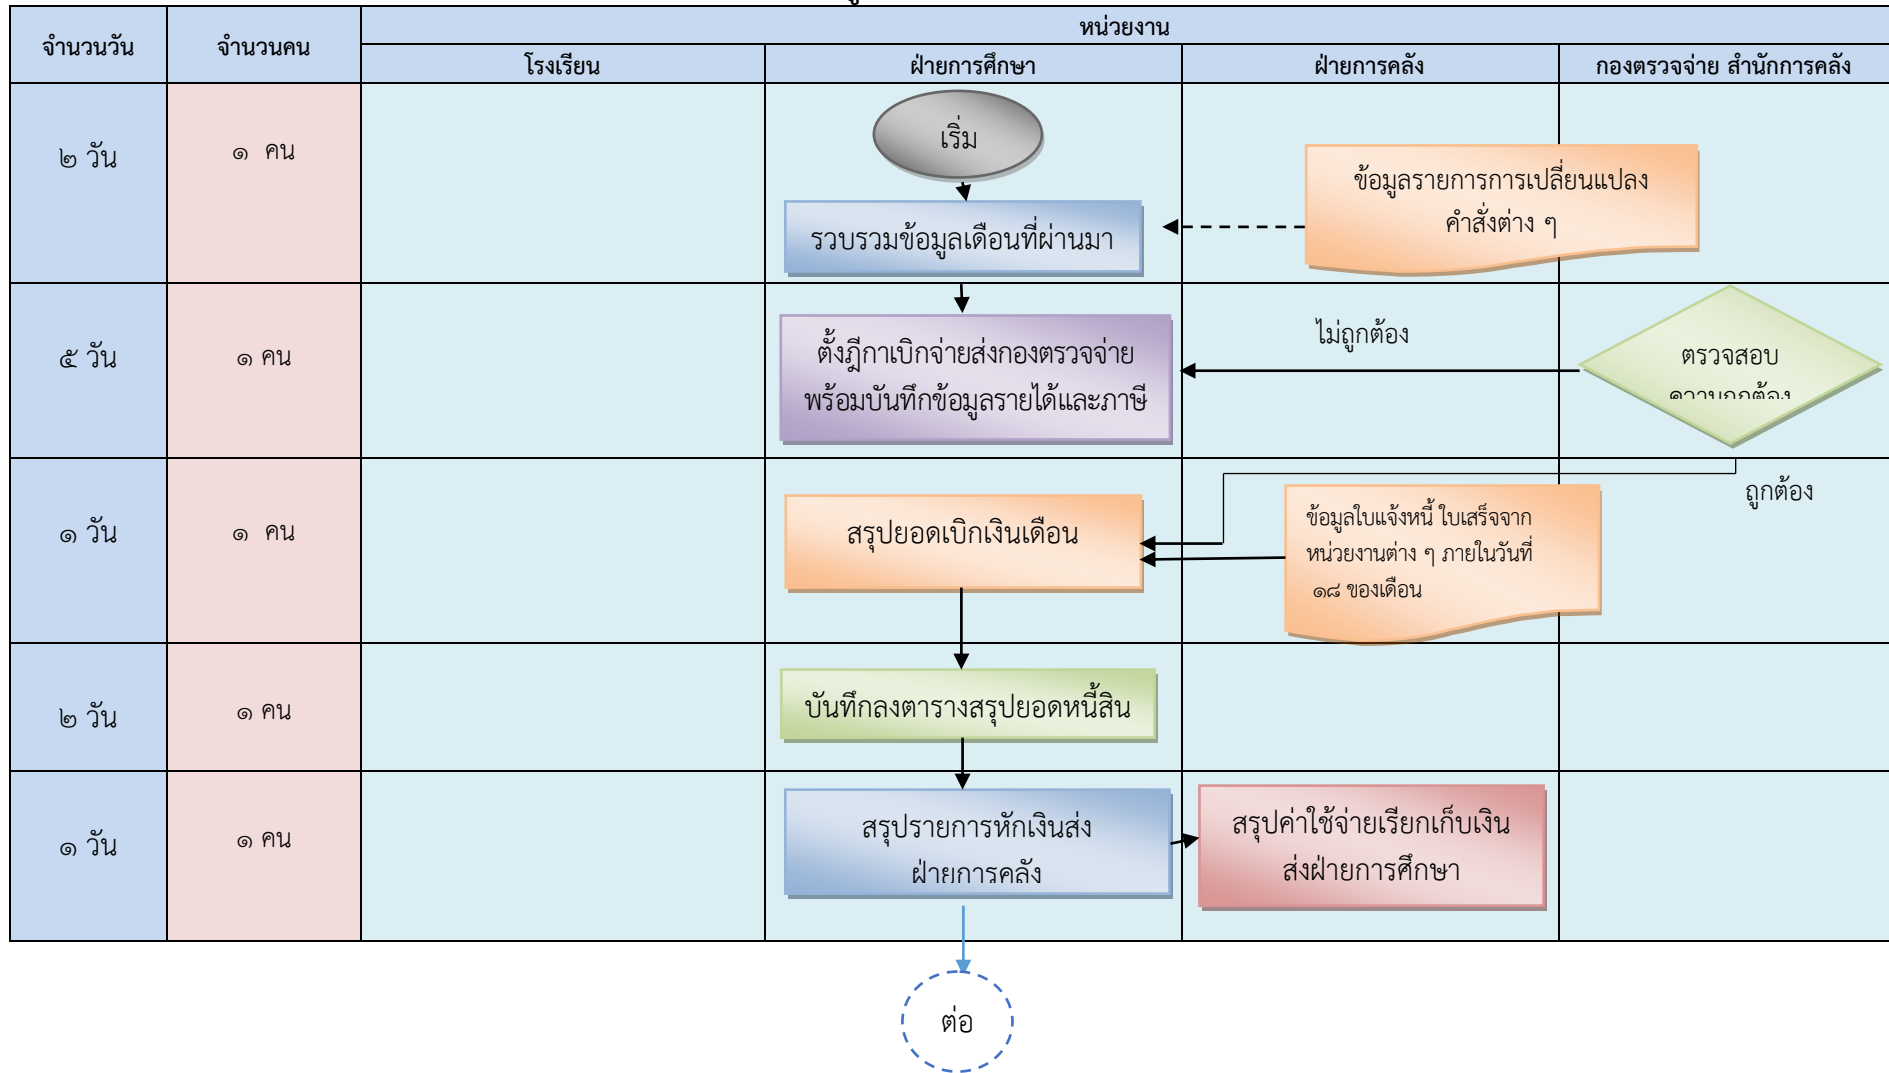 หน่วยงาน
จำนวนวัน
จำนวนคน
โรงเรียน
ฝ่ายการศึกษา
ฝ่ายการคลัง
กองตรวจจ่าย สำนักการคลัง
๒ วัน
๑ คน
เริ่ม
รวบรวมข้อมูลเดือนที่ผ่านมา
ข้อมูลรายการการเปลี่ยนแปลง
คำสั่งต่าง ๆ
๕ วัน
๑ คน
ตั้งฎีกาเบิกจ่ายส่งกองตรวจจ่าย
พร้อมบันทึกข้อมูลรายได้และภาษี
ไม่ถูกต้อง
ตรวจสอบ
ความถูกต้อง
๑ วัน
๑ คน
สรุปยอดเบิกเงินเดือน
ข้อมูลใบแจ้งหนี้ ใบเสร็จจาก
หน่วยงานต่าง ๆ ภายในวันที่
๑๘ ของเดือน
ถูกต้อง
๒ วัน
๑ คน
บันทึกลงตารางสรุปยอดหนี้สิน
๑ วัน
๑ คน
สรุปรายการหักเงินส่ง
ฝ่ายการคลัง
สรุปค่าใช้จ่ายเรียกเก็บเงิน
ส่งฝ่ายการศึกษา
ต่อ